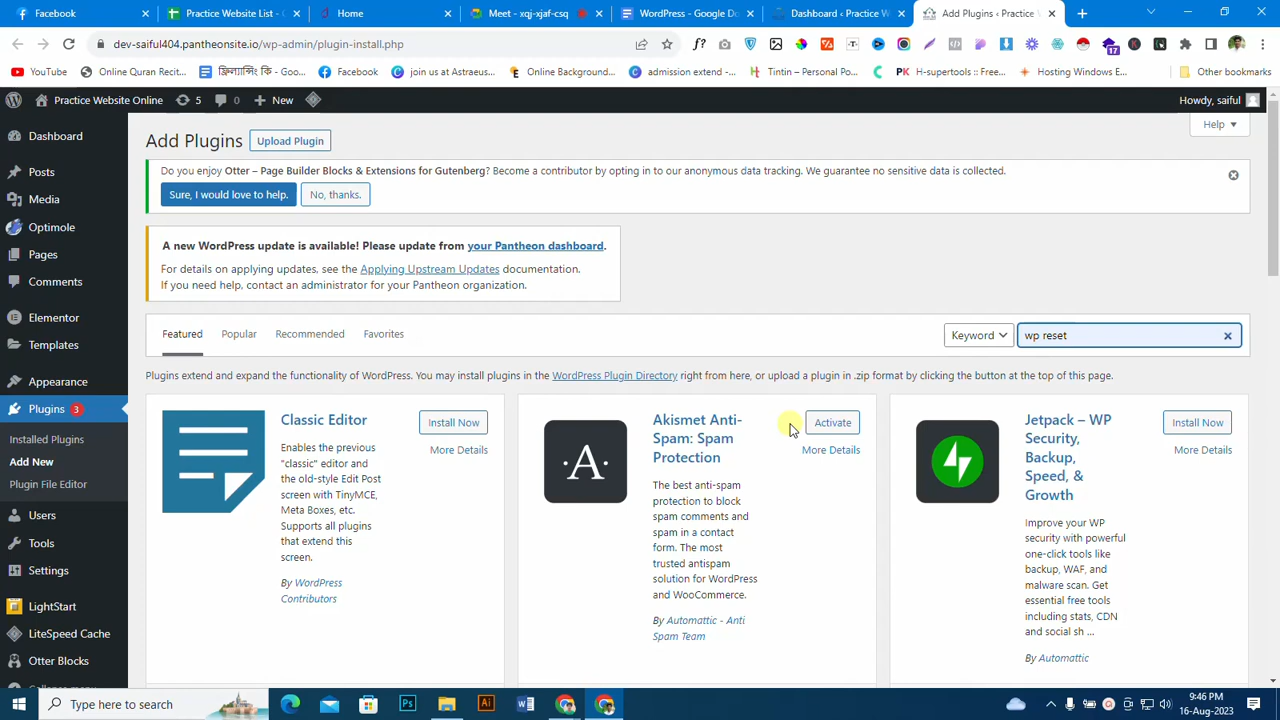 Facebook
Practice Website List - G
Home
Meet - xqj-xjaf-csq
WordPress - Google Do
Dashboard ‹ Practice W
Add Plugins ‹ Practice
dev-saiful404.pantheonsite.io/wp-admin/plugin-install.php
YouTube
Online Quran Recit...
ফ্রিল্যান্সিং কি - Goo...
Facebook
join us at Astraeus...
Online Background...
admission extend -...
Tintin – Personal Po...
H-supertools :: Free...
Hosting Windows E...
Other bookmarks
Practice Website Online
5
0
New
Howdy, saiful
Dashboard
Posts
Media
Optimole
Pages
Comments
Elementor
Templates
Appearance
Plugins 3
Installed Plugins
Add New
Plugin File Editor
Users
Tools
Settings
LightStart
LiteSpeed Cache
Otter Blocks
Add Plugins
Upload Plugin
Help
Do you enjoy Otter – Page Builder Blocks & Extensions for Gutenberg? Become a contributor by opting in to our anonymous data tracking. We guarantee no sensitive data is collected.
Sure, I would love to help.
No, thanks.
A new WordPress update is available! Please update from your Pantheon dashboard.
For details on applying updates, see the Applying Upstream Updates documentation.
If you need help, contact an administrator for your Pantheon organization.
Featured
Popular
Recommended
Favorites
Keyword
wp reset
Plugins extend and expand the functionality of WordPress. You may install plugins in the WordPress Plugin Directory right from here, or upload a plugin in .zip format by clicking the button at the top of this page.
Classic Editor
Install Now
More Details
Enables the previous
"classic" editor and
the old-style Edit Post
screen with TinyMCE,
Meta Boxes, etc.
Supports all plugins
that extend this
screen.
By WordPress
Contributors
Akismet Anti-
Spam: Spam
Protection
Activate
More Details
The best anti-spam
protection to block
spam comments and
spam in a contact
form. The most
trusted antispam
solution for WordPress
and WooCommerce.
By Automattic - Anti
Spam Team
Jetpack – WP
Security,
Backup,
Speed, &
Growth
Install Now
More Details
Improve your WP
security with powerful
one-click tools like
backup, WAF, and
malware scan. Get
essential free tools
including stats, CDN
and social sh ...
By Automattic
Type here to search
9:46 PM
16-Aug-2023